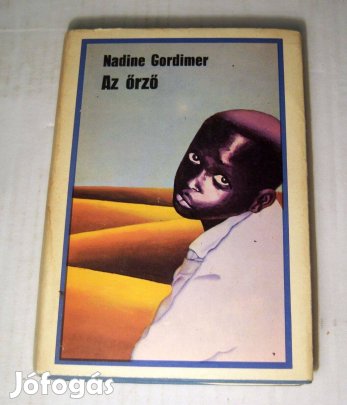 Nadine Gordimer
Az őrző
Jófogás